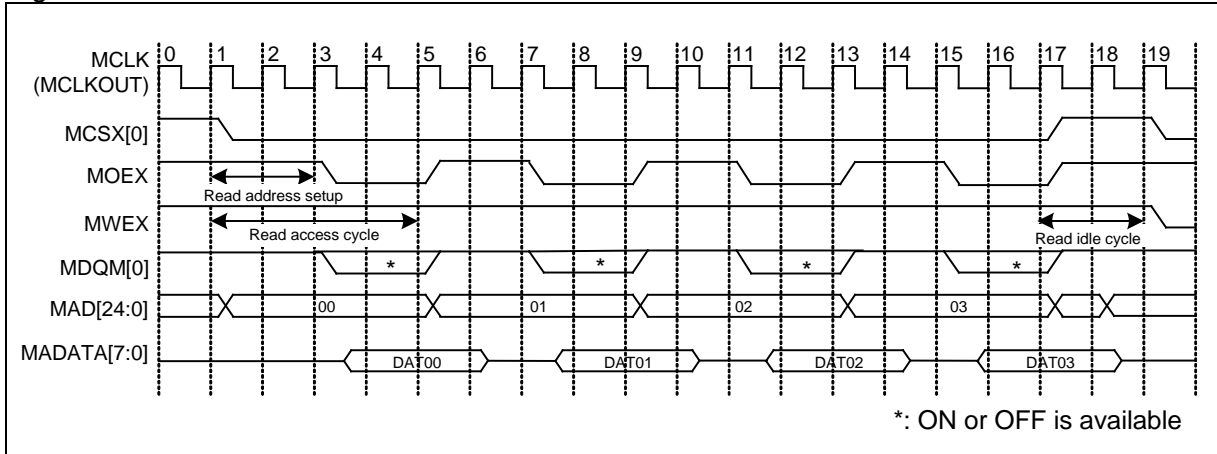 0 1 2 3 4 5 6 7 8 9 10 11 12 13 14 15 16 17 18 19
MCLK
(MCLKOUT)
MCSX[0]
MOEX
Read address setup
MWEX
Read access cycle
Read idle cycle
MDQM[0]
* * * *
MAD[24:0]
00 01 02 03
MADATA[7:0]
DAT00 DAT01 DAT02 DAT03
*: ON or OFF is available